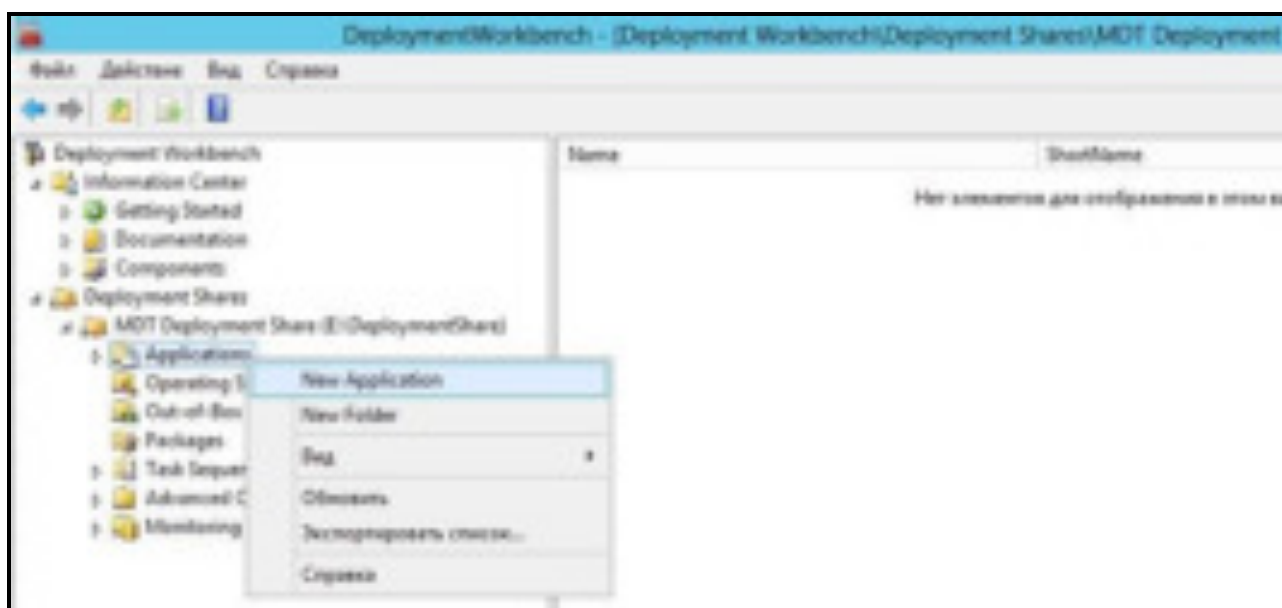 DeploymentWorkbench - [Deployment Workbench\Deployment Shares\MDT Deployment
Файл Действие Вид Справка
Deployment Workbench
Information Center
Getting Started
Documentation
Components
Deployment Shares
MDT Deployment Share (E:\DeploymentShare)
Applications
Operating S
Out-of-Box
Packages
Task Sequen
Advanced C
Monitoring
New Application
New Folder
Вид
Обновить
Экспортировать список...
Справка
Name ShortName
Нет элементов для отображения в этом ви